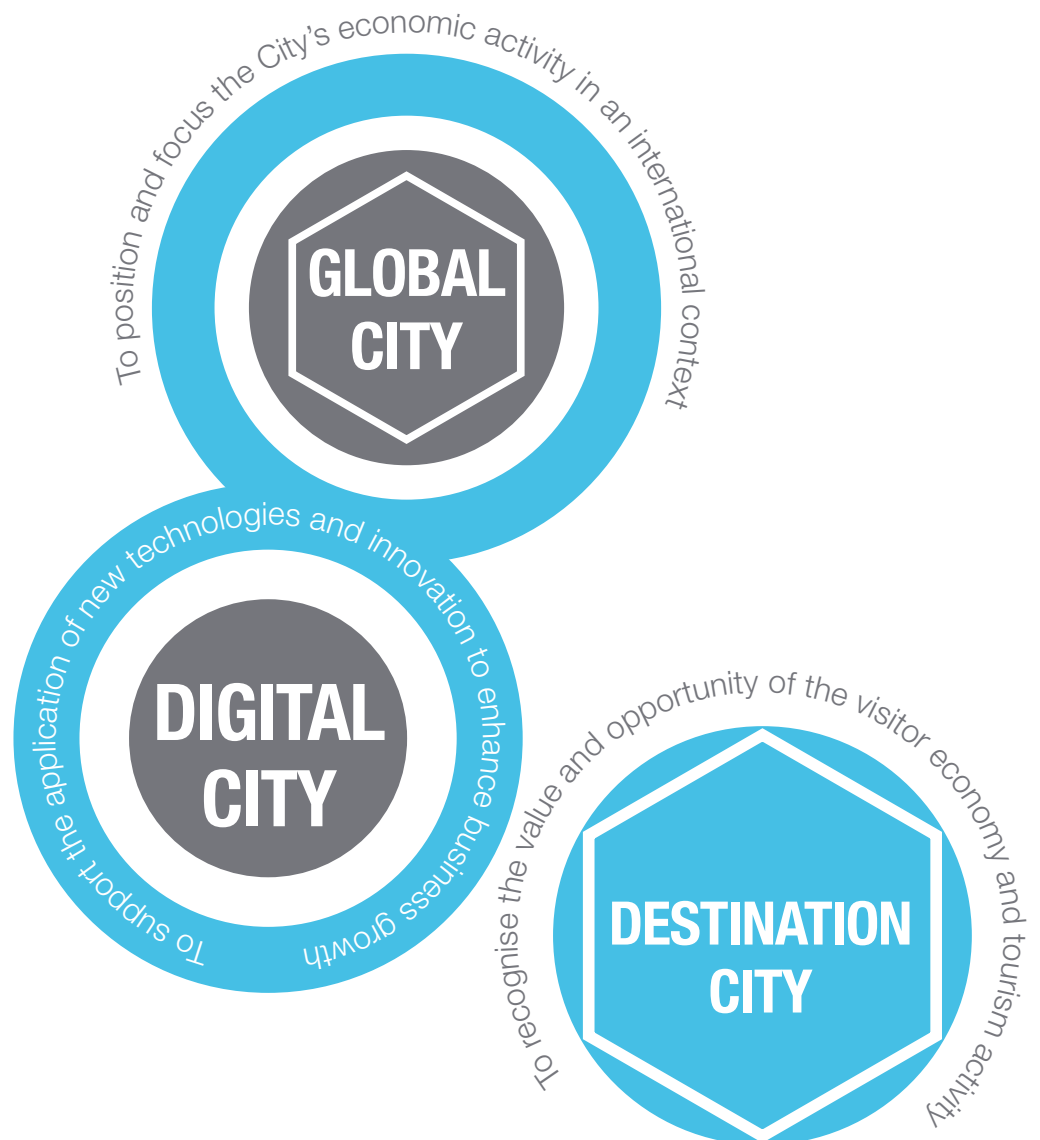 To position and focus the City’s economic activity in an international context
GLOBAL
CITY
To support the application of new technologies and innovation to enhance business growth
DIGITAL
CITY
To recognise the value and opportunity of the visitor economy and tourism activity
DESTINATION
CITY